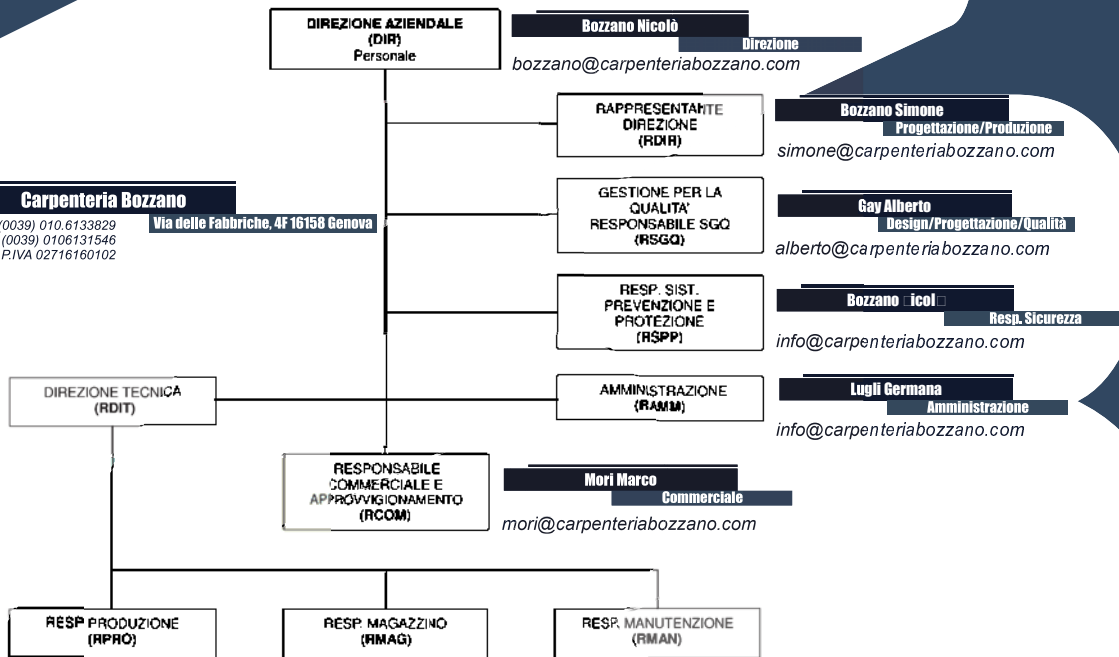 DIREZIONE AZIENDALE
(DIR)
Personale
Bozzano Nicolò
Direzione
bozzano@carpenteriabozzano.com
RAPPRESENTANTE
DIREZIONE
(RDIR)
Bozzano Simone
Progettazione/Produzione
simone@carpenteriabozzano.com
Carpenteria Bozzano
(0039) 010.6133829
Via delle Fabbriche, 4F 16158 Genova
(0039) 0106131546
P.IVA 02716160102
GESTIONE PER LA
QUALITA'
RESPONSABILE SGQ
(RSGQ)
Gay Alberto
Design/Progettazione/Qualità
alberto@carpenteriabozzano.com
RESP. SIST.
PREVENZIONE E
PROTEZIONE
(RSPP)
Bozzano □icol□
Resp. Sicurezza
info@carpenteriabozzano.com
DIREZIONE TECNICA
(RDIT)
AMMINISTRAZIONE
(RAMM)
Lugli Germana
Amministrazione
info@carpenteriabozzano.com
RESPONSABILE
COMMERCIALE E
APPROVVIGIONAMENTO
(RCOM)
Mori Marco
Commerciale
mori@carpenteriabozzano.com
RESP PRODUZIONE
(RPRO)
RESP. MAGAZZINO
(RMAG)
RESP. MANUTENZIONE
(RMAN)